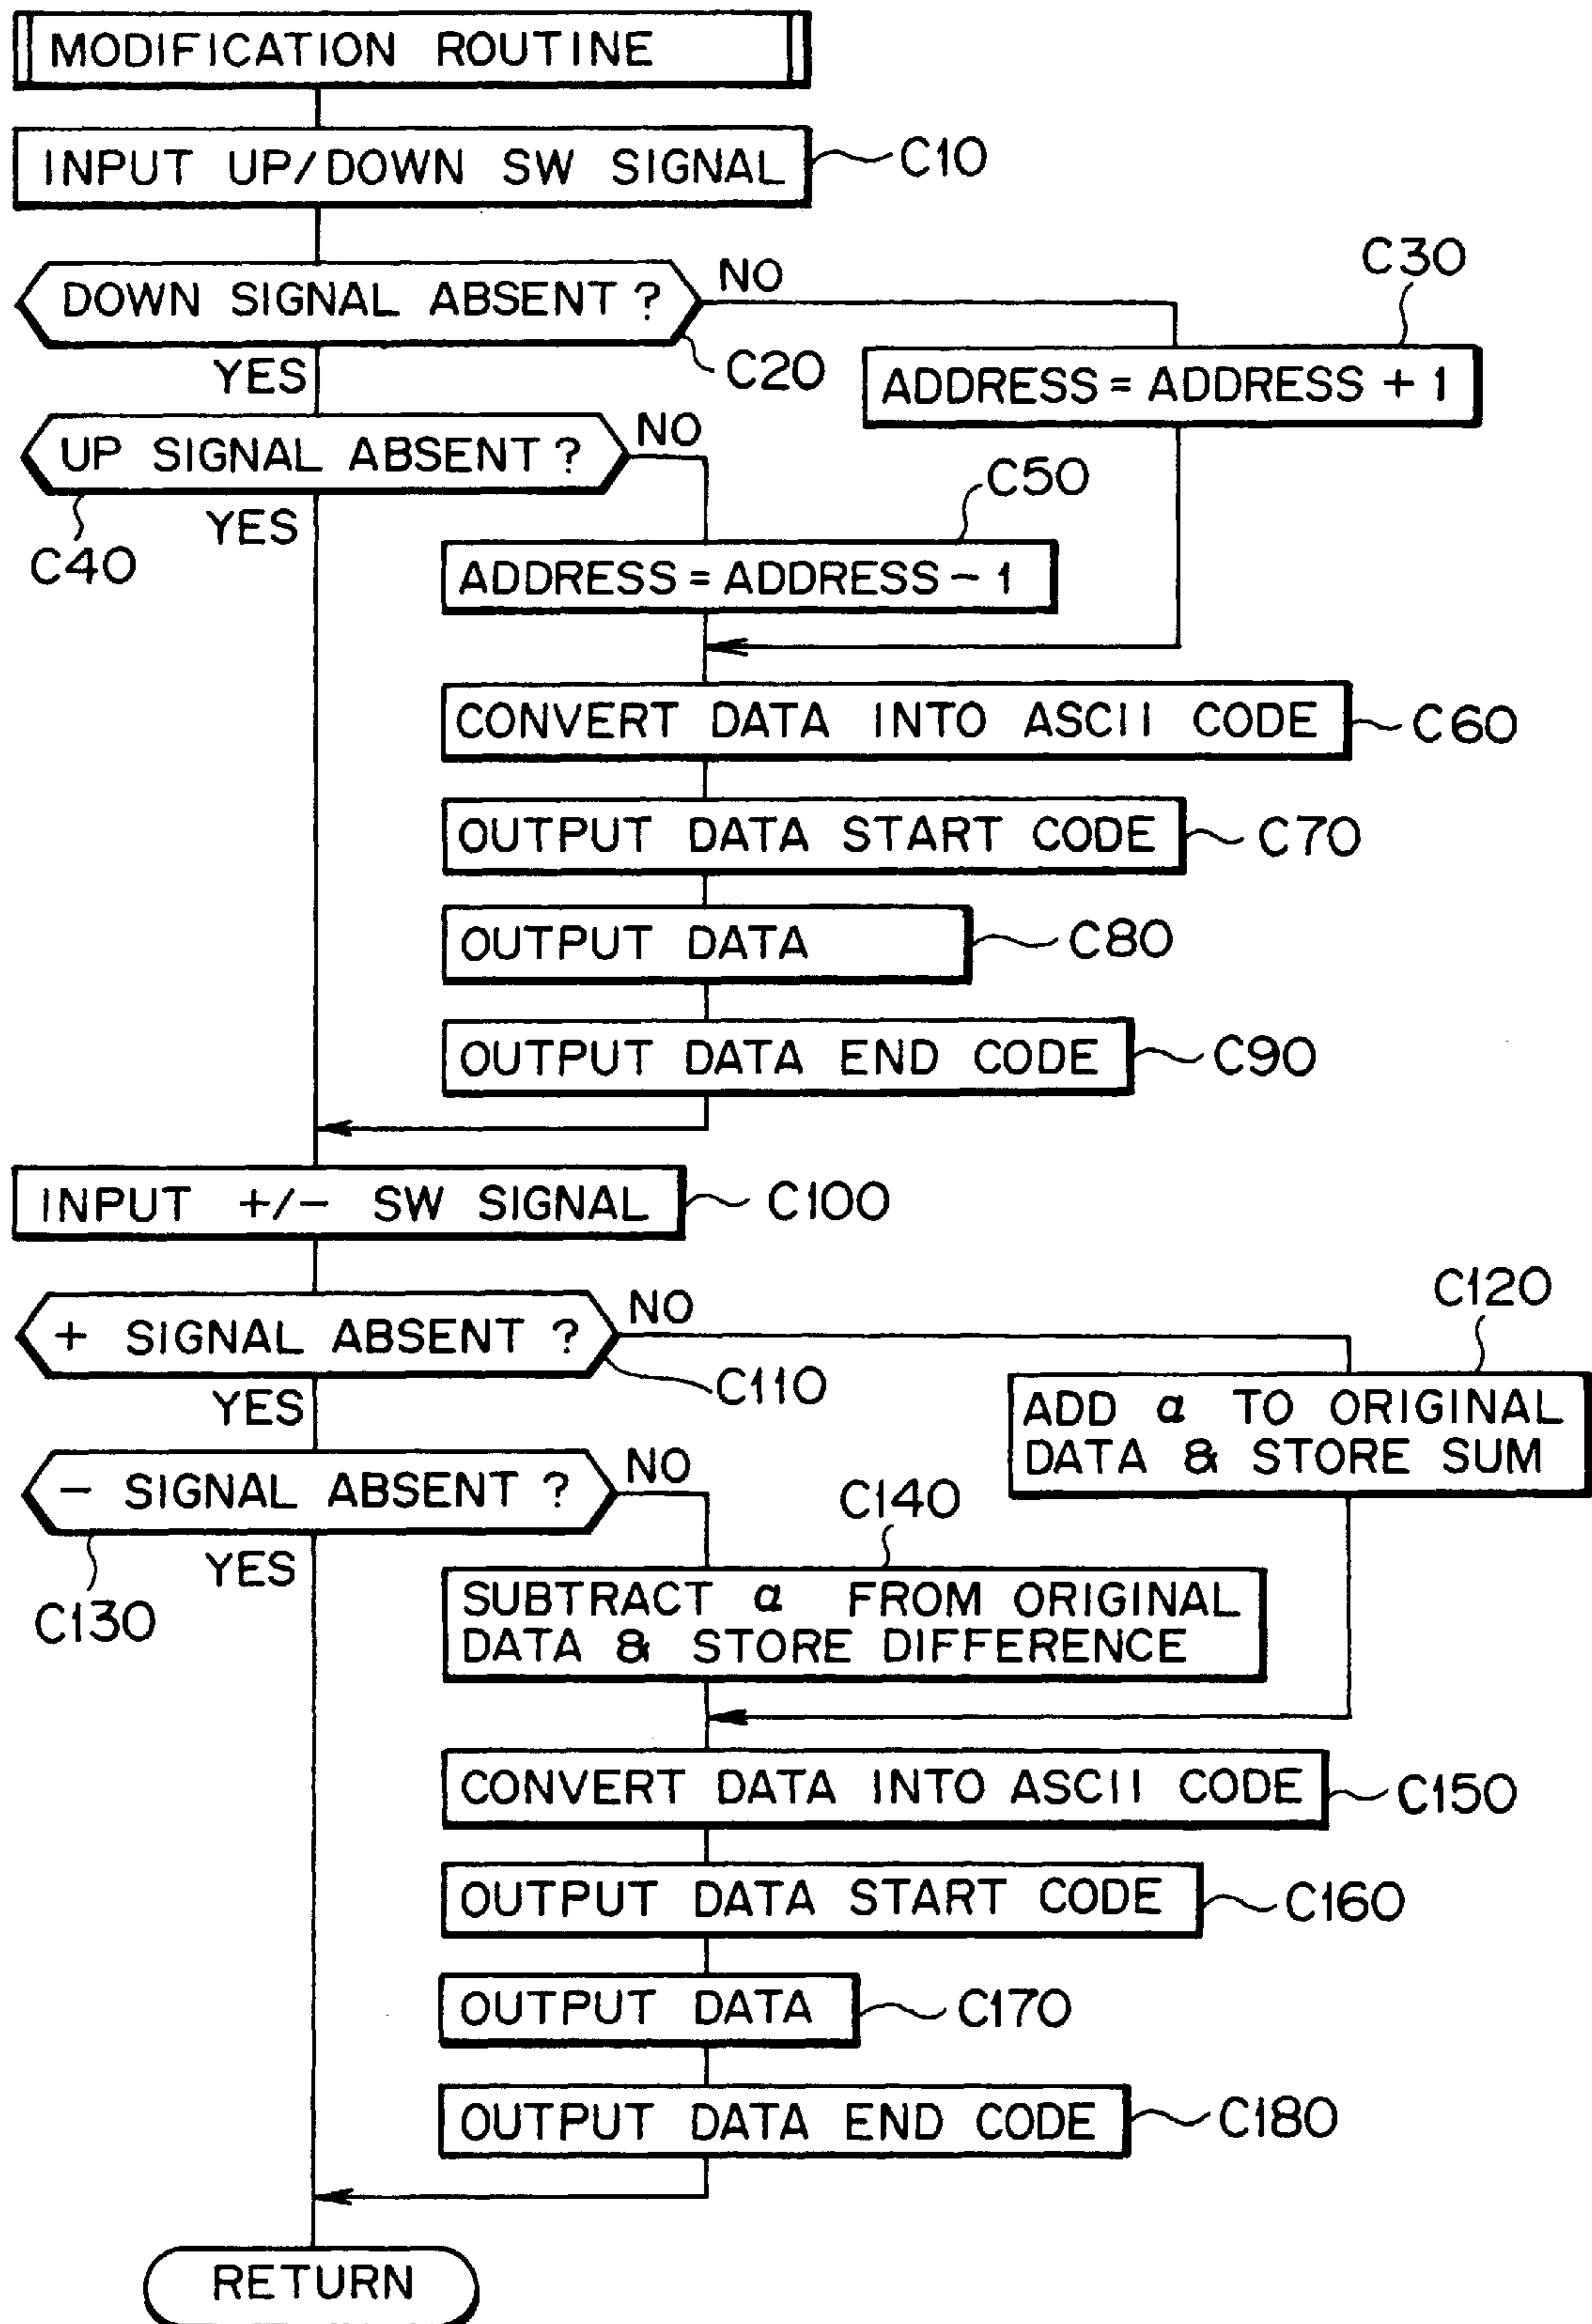 MODIFICATION ROUTINE
INPUT UP/DOWN SW SIGNAL
C10
DOWN SIGNAL ABSENT ?
NO
C20
C30
YES
ADDRESS = ADDRESS + 1
UP SIGNAL ABSENT ?
NO
C40
YES
C50
ADDRESS = ADDRESS - 1
CONVERT DATA INTO ASCII CODE
C60
OUTPUT DATA START CODE
C70
OUTPUT DATA
C80
OUTPUT DATA END CODE
C90
INPUT +/- SW SIGNAL
C100
+ SIGNAL ABSENT ?
NO
C110
C120
YES
ADD α TO ORIGINAL
DATA & STORE SUM
- SIGNAL ABSENT ?
NO
C130
YES
C140
SUBTRACT α FROM ORIGINAL
DATA & STORE DIFFERENCE
CONVERT DATA INTO ASCII CODE
C150
OUTPUT DATA START CODE
C160
OUTPUT DATA
C170
OUTPUT DATA END CODE
C180
RETURN